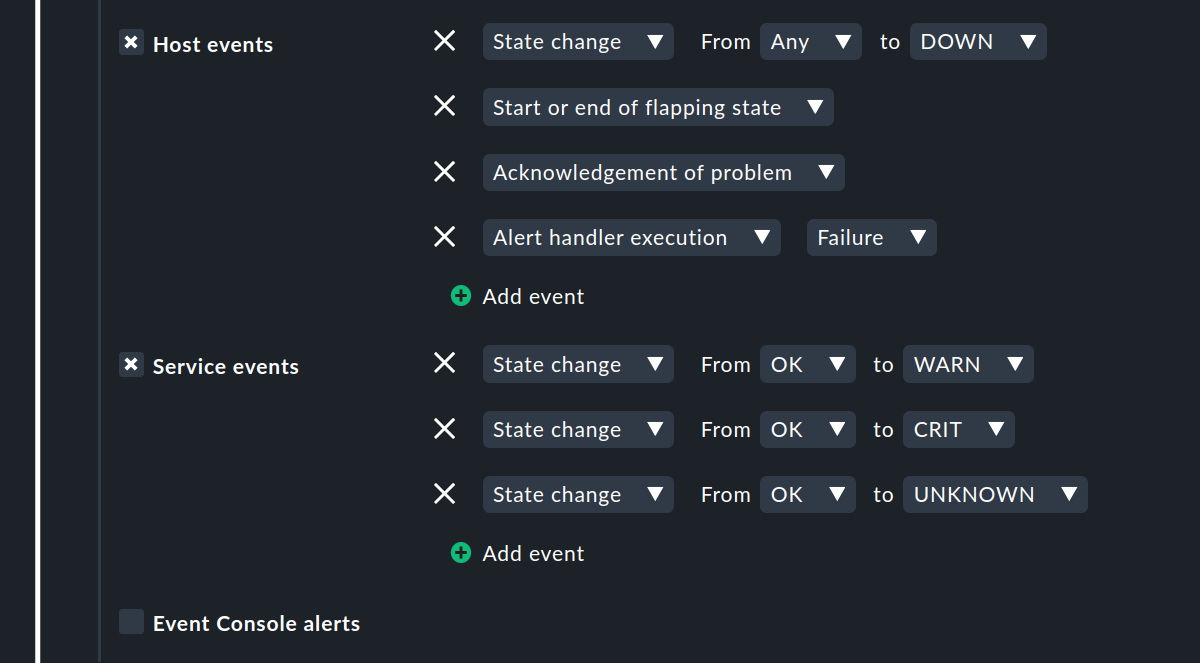 Host events State change From Any to DOWN
Start or end of flapping state
Acknowledgement of problem
Alert handler execution Failure
Add event
Service events State change From OK to WARN
State change From OK to CRIT
State change From OK to UNKNOWN
Add event
Event Console alerts